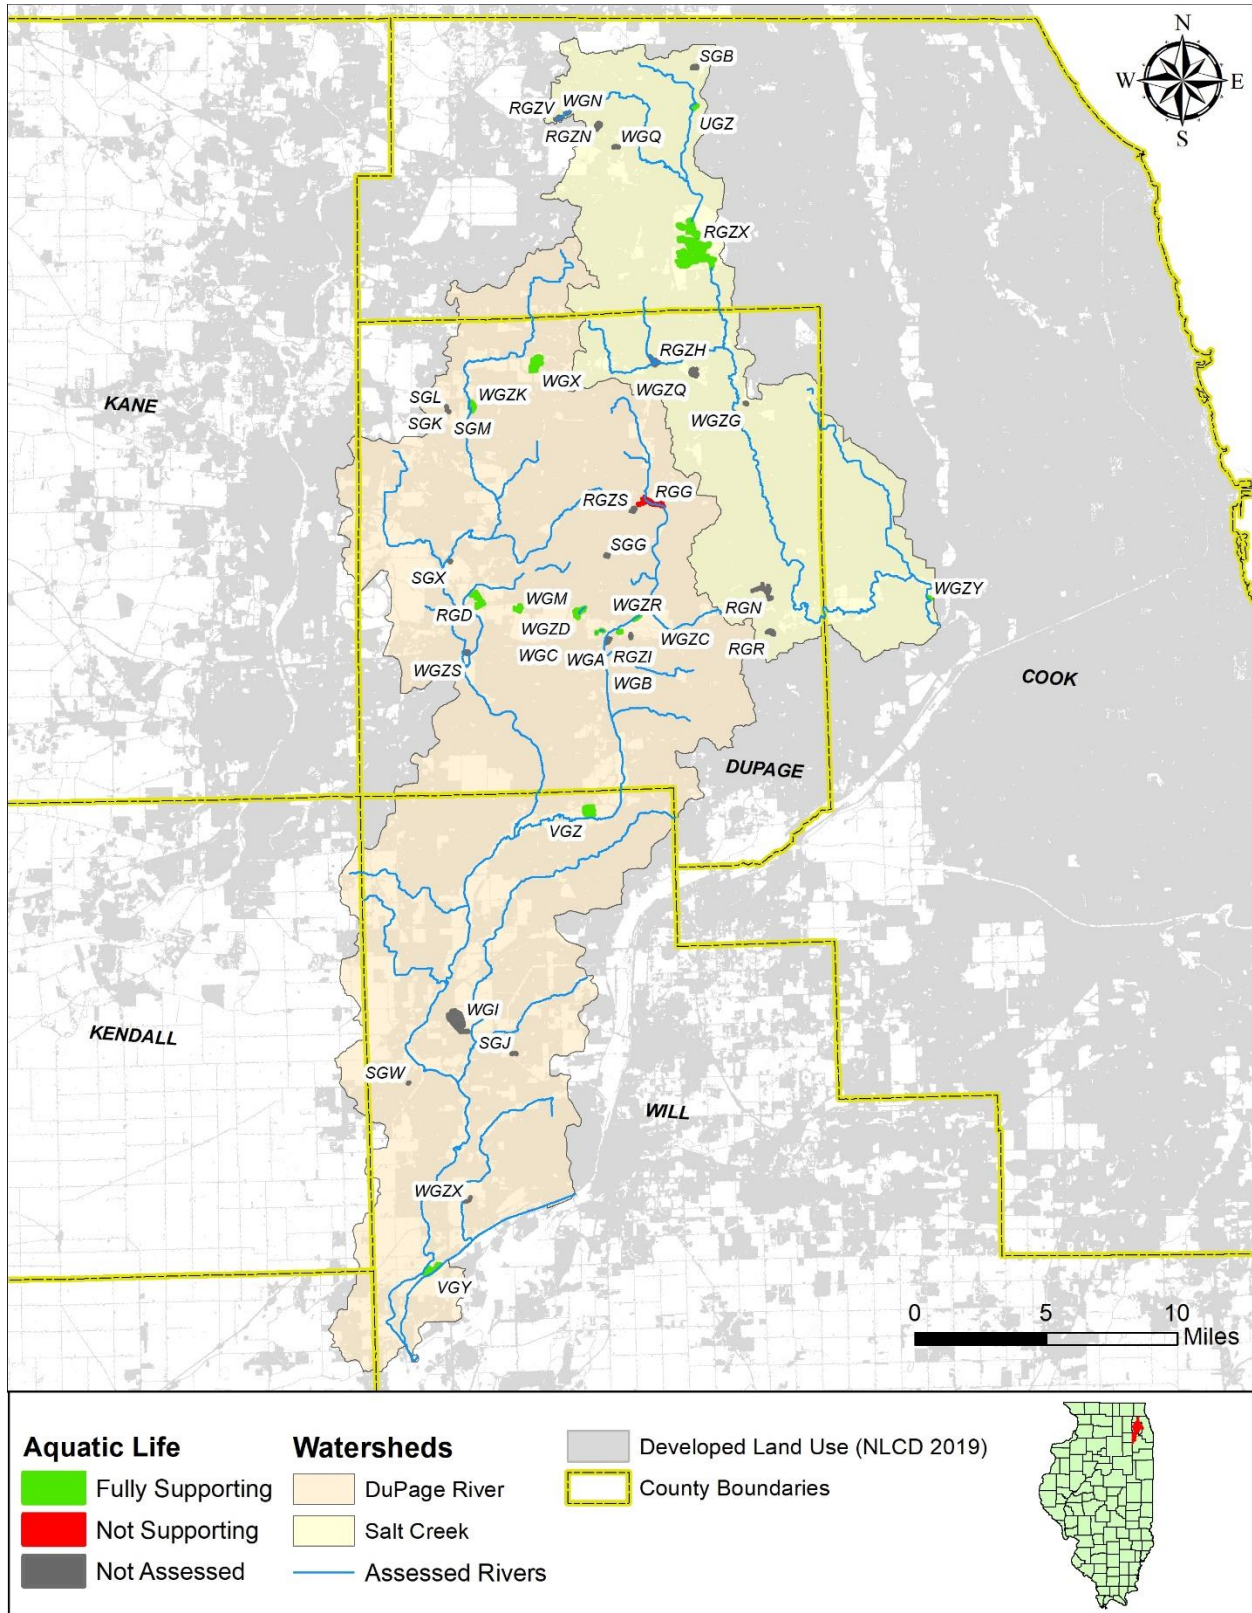 N
W E
S
SGB
RGZV WGN
UGZ
RGZN WGQ
RGZX
RGZH
WGX WGZQ
SGL WGZK
KANE
SGK SGM WGZG
RGZS RGG
SGG
SGX
WGM WGZR WGZY
RGD RGN
WGZD WGZC
RGR
WGZS WGC WGA RGZI
WGB COOK
DUPAGE
VGZ
WGI
KENDALL
SGJ
SGW
WILL
WGZX
VGY
0 5 10
Miles
Aquatic Life
Fully Supporting
Not Supporting
Not Assessed
Watersheds
DuPage River
Salt Creek
Assessed Rivers
Developed Land Use (NLCD 2019)
County Boundaries